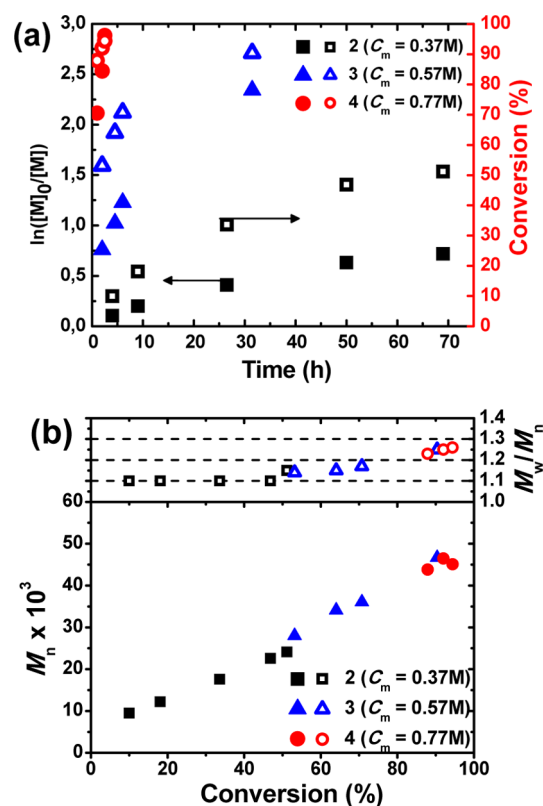 (a)
3,0
2,5
2,0
1,5
1,0
0,5
0,0
ln([M]0/[M])
100
90
80
70
60
50
40
30
20
10
0
Conversion (%)
2 (Cm = 0.37M)
3 (Cm = 0.57M)
4 (Cm = 0.77M)
0 10 20 30 40 50 60 70
Time (h)
(b)
1.4
1.3
1.2
1.1
1.0
Mw/Mn
60
50
40
30
20
10
0
Mn x 10³
2 (Cm = 0.37M)
3 (Cm = 0.57M)
4 (Cm = 0.77M)
0 20 40 60 80 100
Conversion (%)